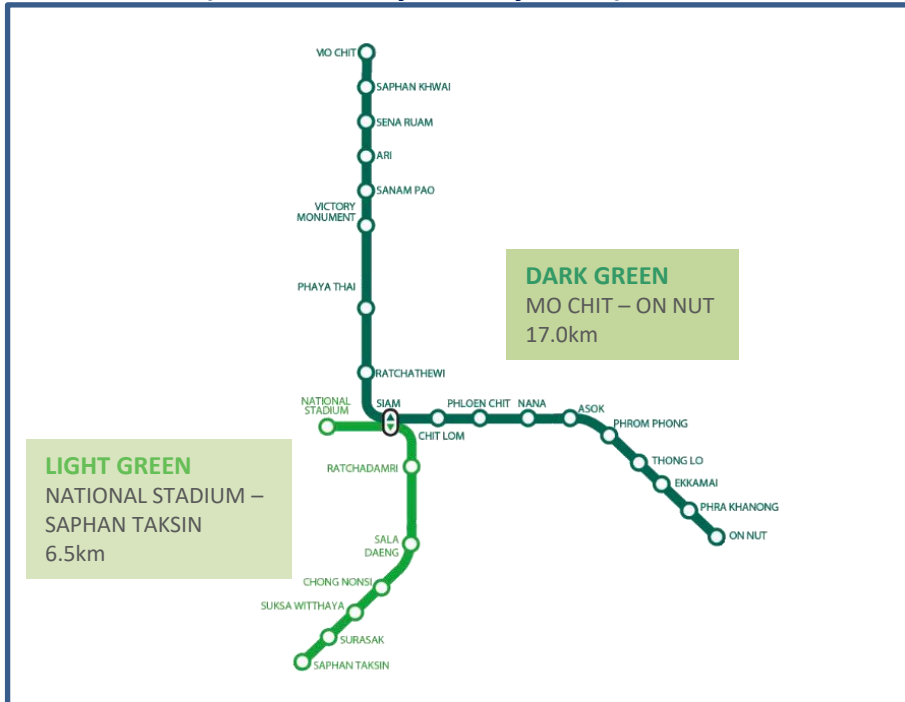 MO CHIT
SAPHAN KHWAI
SENA RUAM
ARI
SANAM PAO
VICTORY
MONUMENT
PHAYA THAI
DARK GREEN
MO CHIT – ON NUT
17.0km
RATCHATHEWI
NATIONAL
STADIUM
SIAM
PHLOEN CHIT
NANA
ASOK
CHIT LOM
PHROM PHONG
LIGHT GREEN
NATIONAL STADIUM –
SAPHAN TAKSIN
6.5km
RATCHADAMRI
THONG LO
EKKAMAI
PHRA KHANONG
ON NUT
SALA
DAENG
CHONG NONSI
SUKSA WITTHAYA
SURASAK
SAPHAN TAKSIN